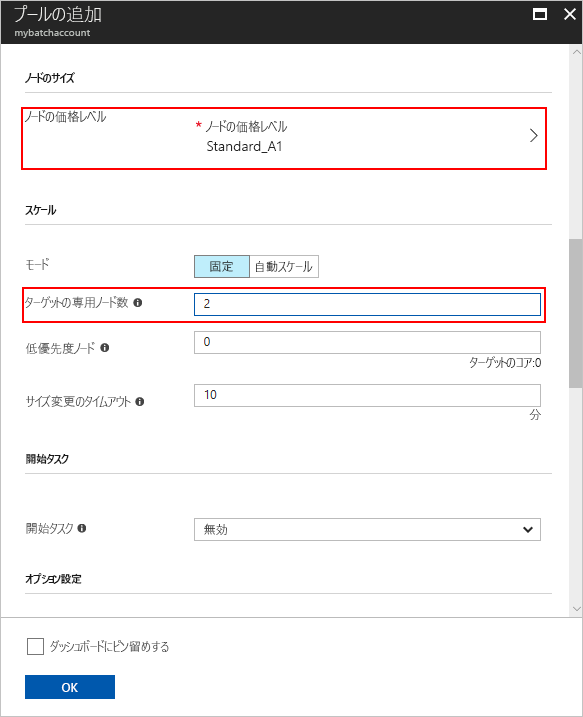 プールの追加
mybatchaccount
ノードのサイズ
ノードの価格レベル
* ノードの価格レベル
Standard_A1
スケール
モード
固定
自動スケール
ターゲットの専用ノード数
2
低優先度ノード
0
ターゲットのコア:0
サイズ変更のタイムアウト
10
分
開始タスク
開始タスク
無効
オプション設定
ダッシュボードにピン留めする
OK